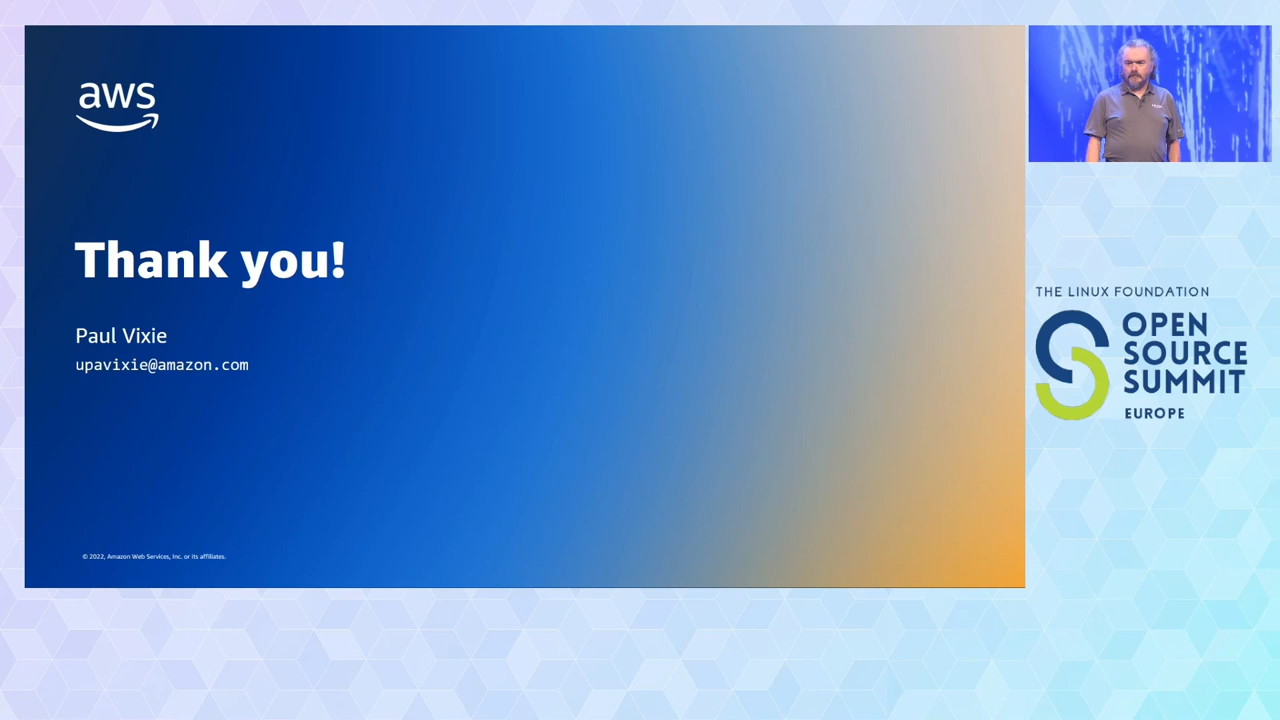 aws
Thank you!
Paul Vixie
upavixie@amazon.com
© 2022, Amazon Web Services, Inc. or its affiliates.
THE LINUX FOUNDATION
OPEN
SOURCE
SUMMIT
EUROPE